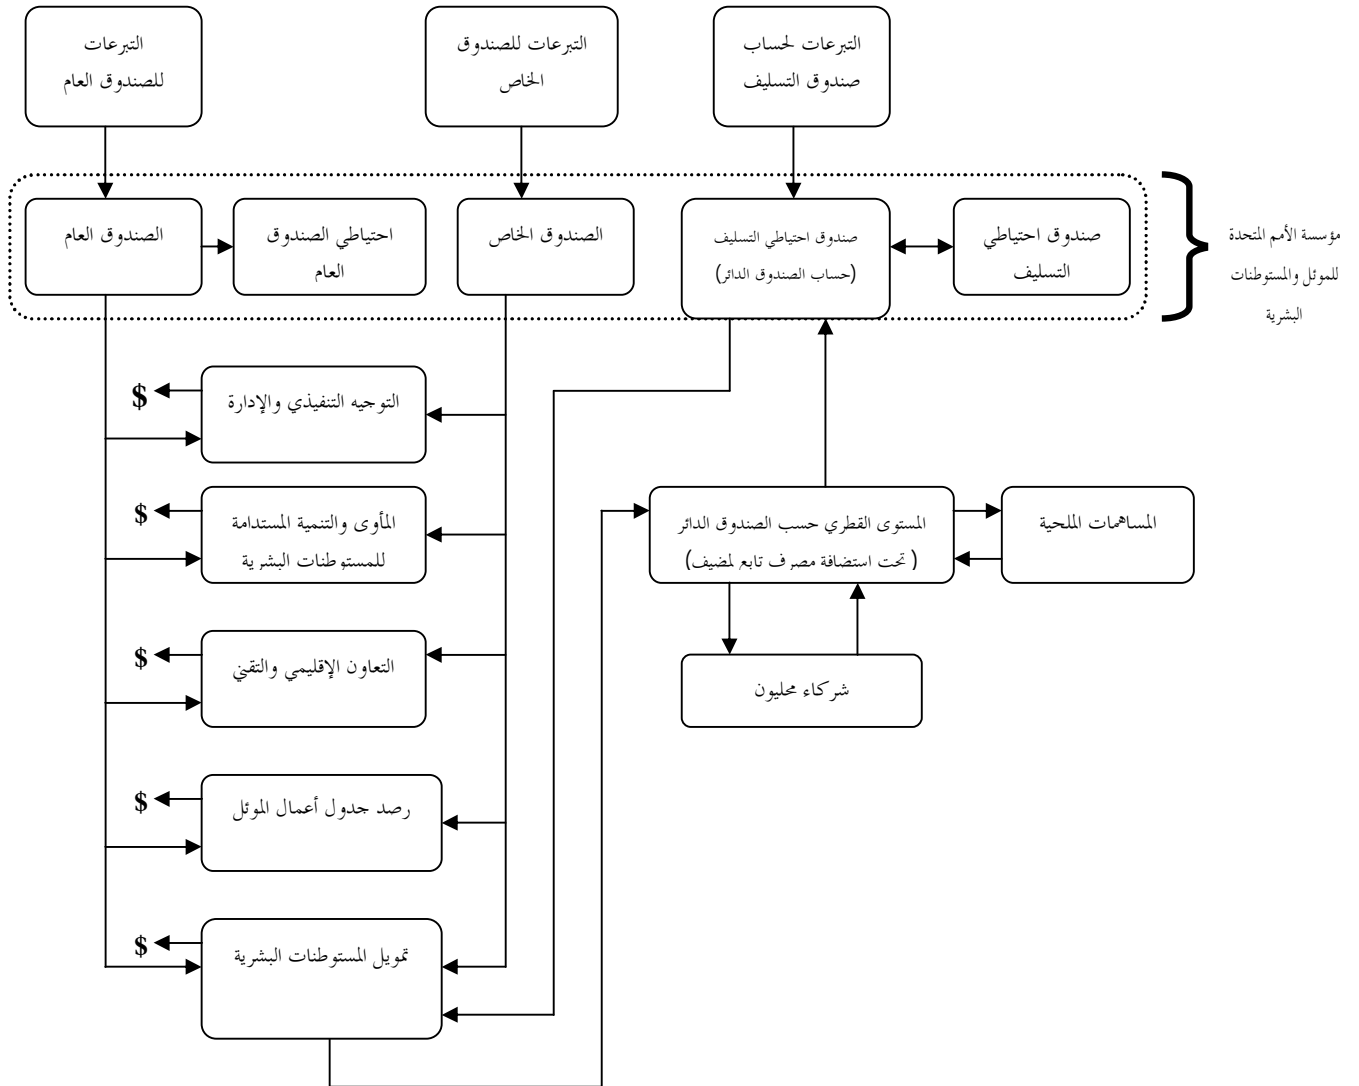 التبرعات لحساب
صندوق التسليف
التبرعات للصندوق
الخاص
التبرعات
للصندوق العام
مؤسسة الأمم المتحدة
للموئل والمستوطنات
البشرية
صندوق احتياطي
التسليف
صندوق احتياطي التسليف
(حساب الصندوق الدائر)
الصندوق الخاص
احتياطي الصندوق
العام
الصندوق العام
التوجيه التنفيذي والإدارة
$
المأوى والتنمية المستدامة
للمستوطنات البشرية
$
المساهمات الملحية
المستوى القطري حسب الصندوق الدائر
(تحت استضافة مصرف تابع لمضيف)
التعاون الإقليمي والتقني
$
شركاء محليون
رصد جدول أعمال الموئل
$
تمويل المستوطنات البشرية
$